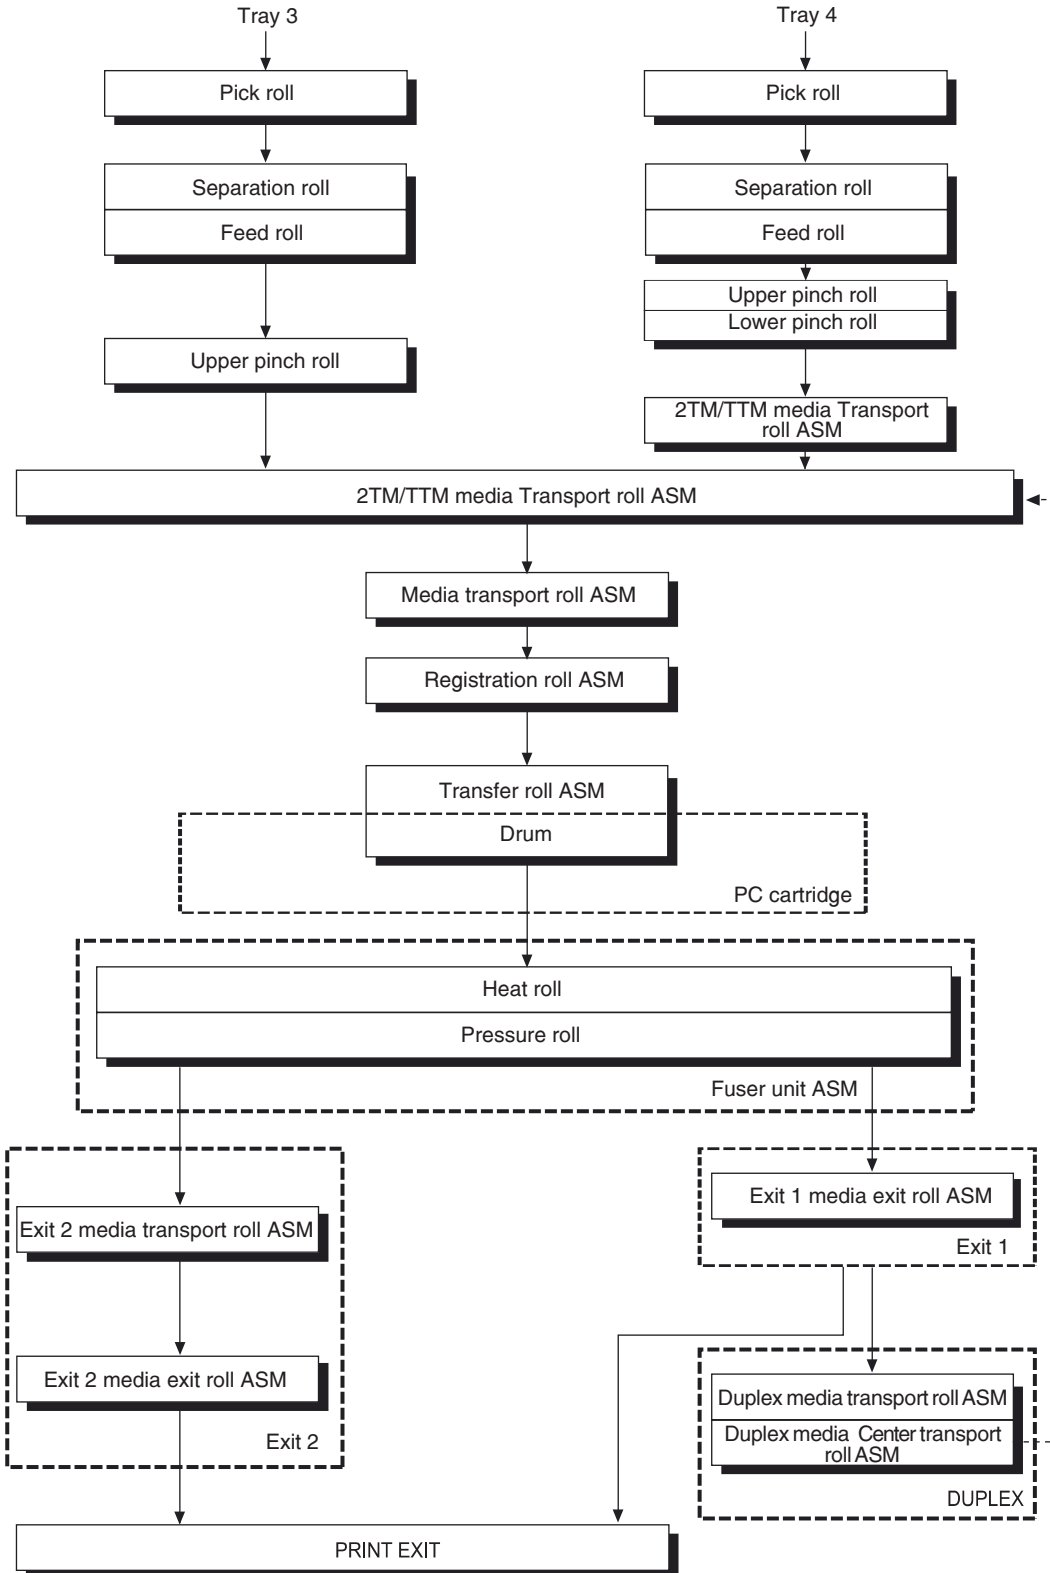 Tray 3
Tray 4
Pick roll
Pick roll
Separation roll
Separation roll
Feed roll
Feed roll
Upper pinch roll
Lower pinch roll
Upper pinch roll
2TM/TTM media Transport
roll ASM
2TM/TTM media Transport roll ASM
Media transport roll ASM
Registration roll ASM
Transfer roll ASM
Drum
PC cartridge
Heat roll
Pressure roll
Fuser unit ASM
Exit 1 media exit roll ASM
Exit 2 media transport roll ASM
Exit 1
Exit 2 media exit roll ASM
Duplex media transport roll ASM
Duplex media Center transport
roll ASM
Exit 2
DUPLEX
PRINT EXIT